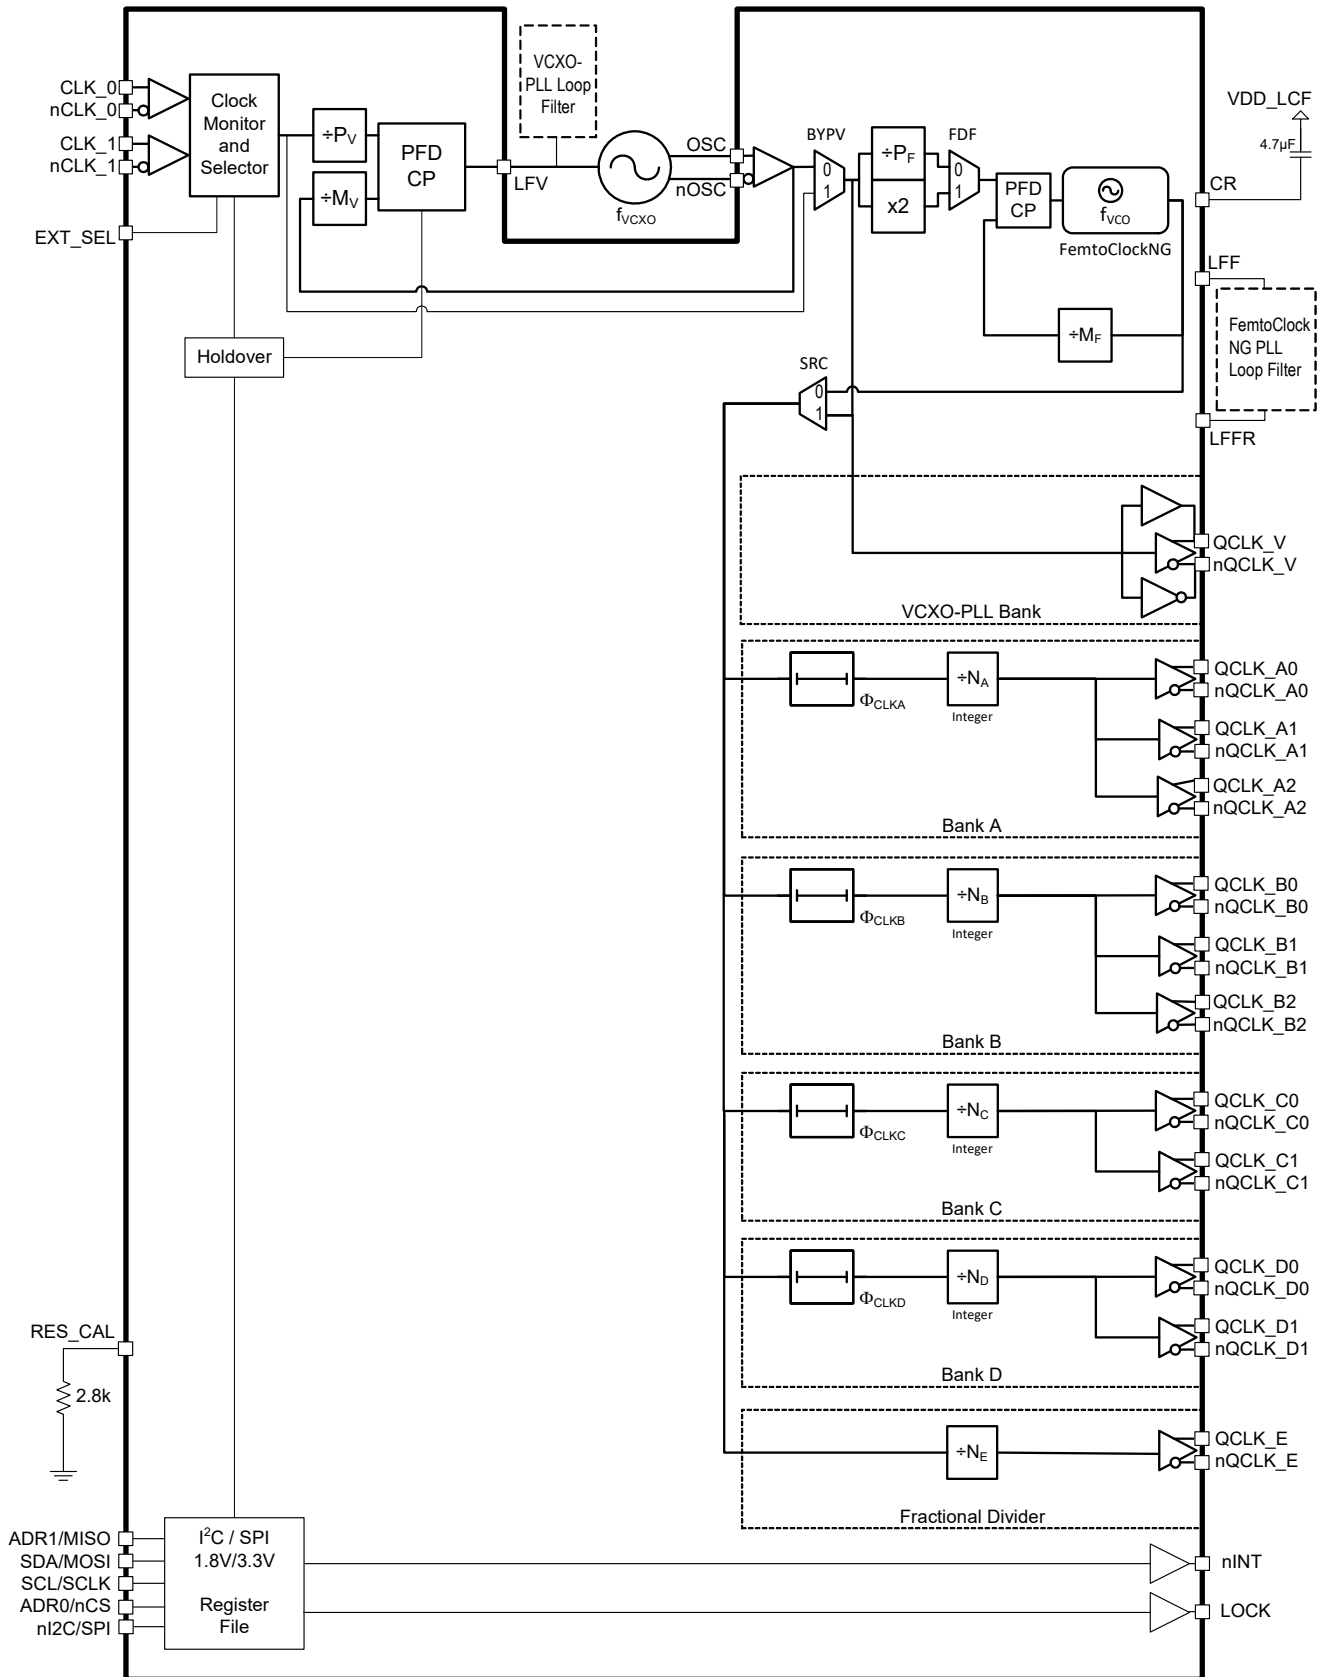 CLK_0
nCLK_0
CLK_1
nCLK_1
Clock
Monitor
and
Selector
EXT_SEL
÷PV
÷MV
PFD
CP
LFV
VCXO-
PLL Loop
Filter
fVCXO
OSC
nOSC
BYPV
0
1
÷PF
x2
FDF
0
1
PFD
CP
fVCO
FemtoClockNG
÷MF
VDD_LCF
4.7µF
CR
LFF
FemtoClock
NG PLL
Loop Filter
LFFR
Holdover
SRC
0
1
QCLK_V
nQCLK_V
VCXO-PLL Bank
ΦCLKA
÷NA
Integer
QCLK_A0
nQCLK_A0
QCLK_A1
nQCLK_A1
QCLK_A2
nQCLK_A2
Bank A
ΦCLKB
÷NB
Integer
QCLK_B0
nQCLK_B0
QCLK_B1
nQCLK_B1
QCLK_B2
nQCLK_B2
Bank B
ΦCLKC
÷NC
Integer
QCLK_C0
nQCLK_C0
QCLK_C1
nQCLK_C1
Bank C
ΦCLKD
÷ND
Integer
QCLK_D0
nQCLK_D0
QCLK_D1
nQCLK_D1
Bank D
RES_CAL
2.8k
÷NE
QCLK_E
nQCLK_E
Fractional Divider
ADR1/MISO
SDA/MOSI
SCL/SCLK
ADR0/nCS
nI2C/SPI
I²C / SPI
1.8V/3.3V
Register
File
nINT
LOCK